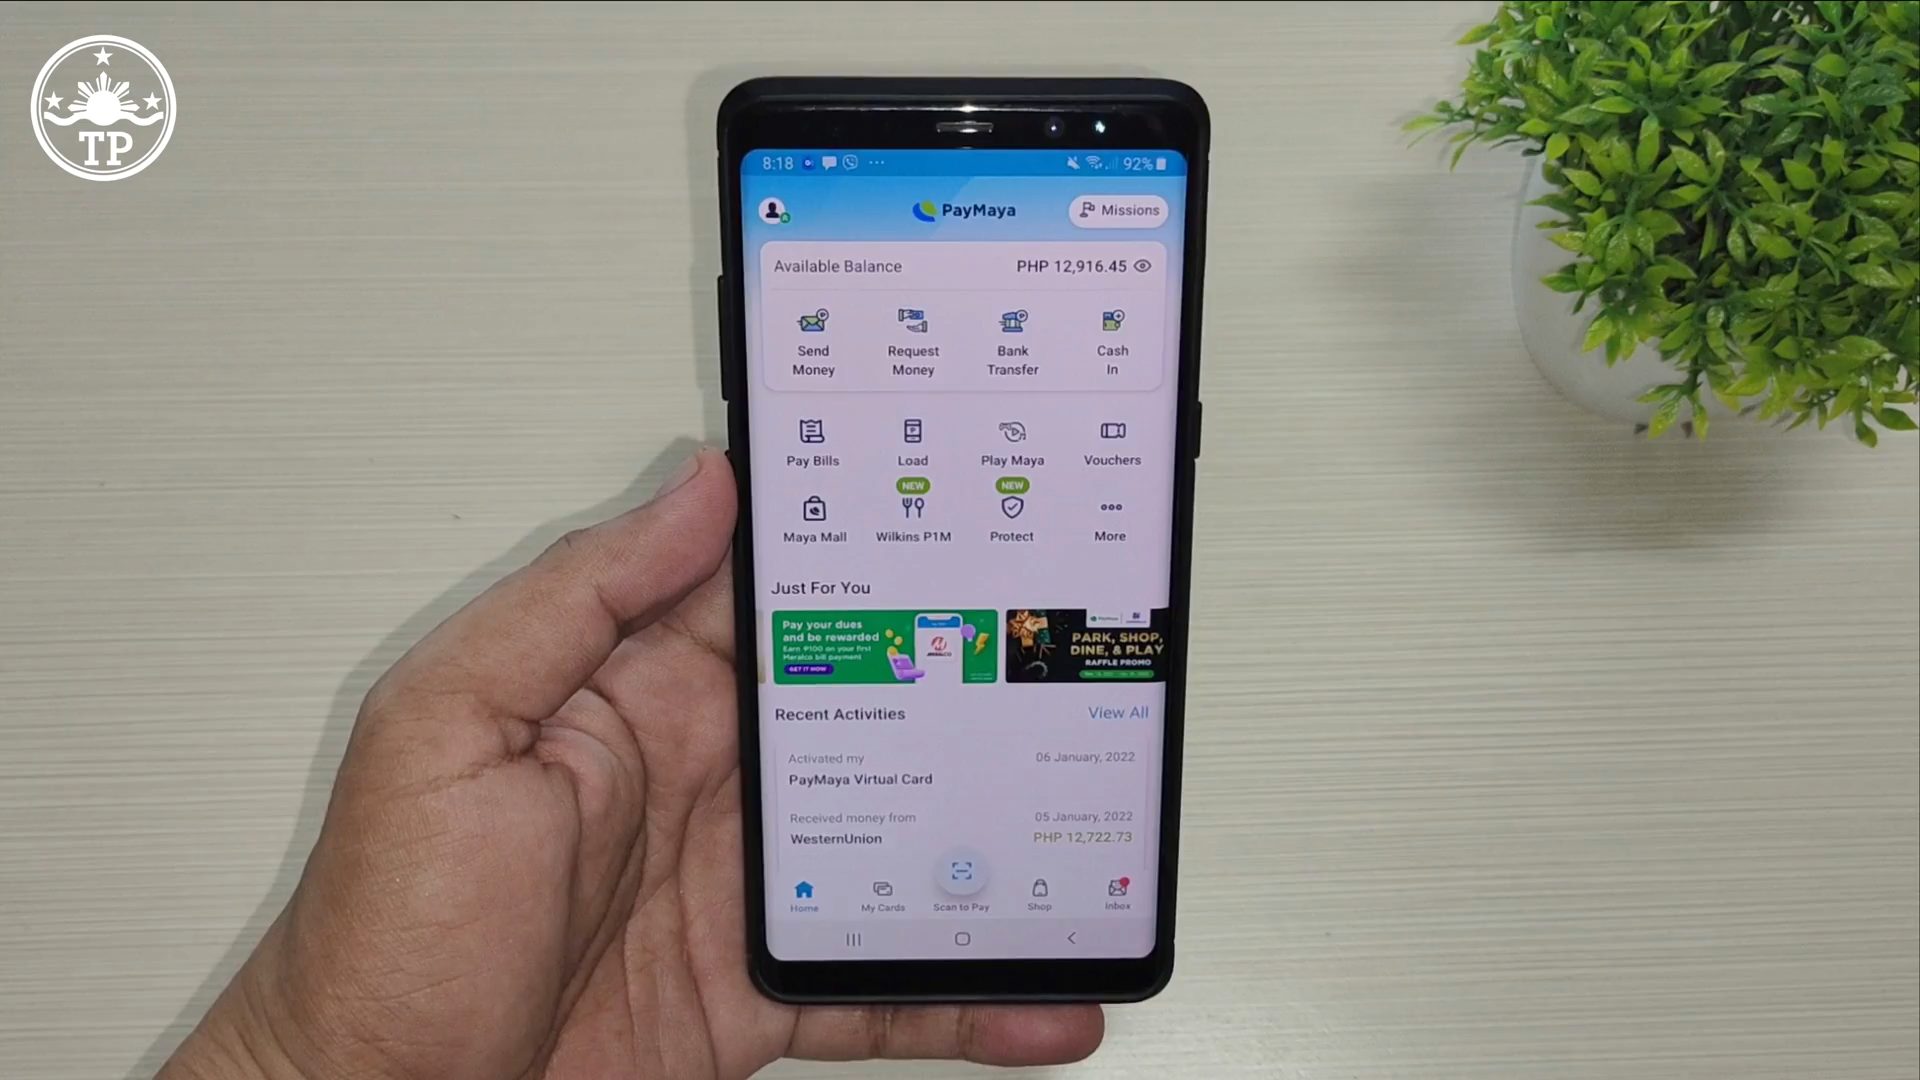 TP
8:18
92%
PayMaya
Missions
Available Balance
PHP 12,916.45
Send Money
Request Money
Bank Transfer
Cash In
Pay Bills
Load
Play Maya
Vouchers
NEW
NEW
Maya Mall
Wilkins P1M
Protect
More
Just For You
Pay your dues
and be rewarded
Earn ₱100 on your first
Meralco bill payment
GET IT NOW
MERALCO
PayMaya
PARK, SHOP,
DINE, & PLAY
RAFFLE PROMO
Recent Activities
View All
Activated my
06 January, 2022
PayMaya Virtual Card
Received money from
05 January, 2022
WesternUnion
PHP 12,722.73
Home
My Cards
Scan to Pay
Shop
Inbox